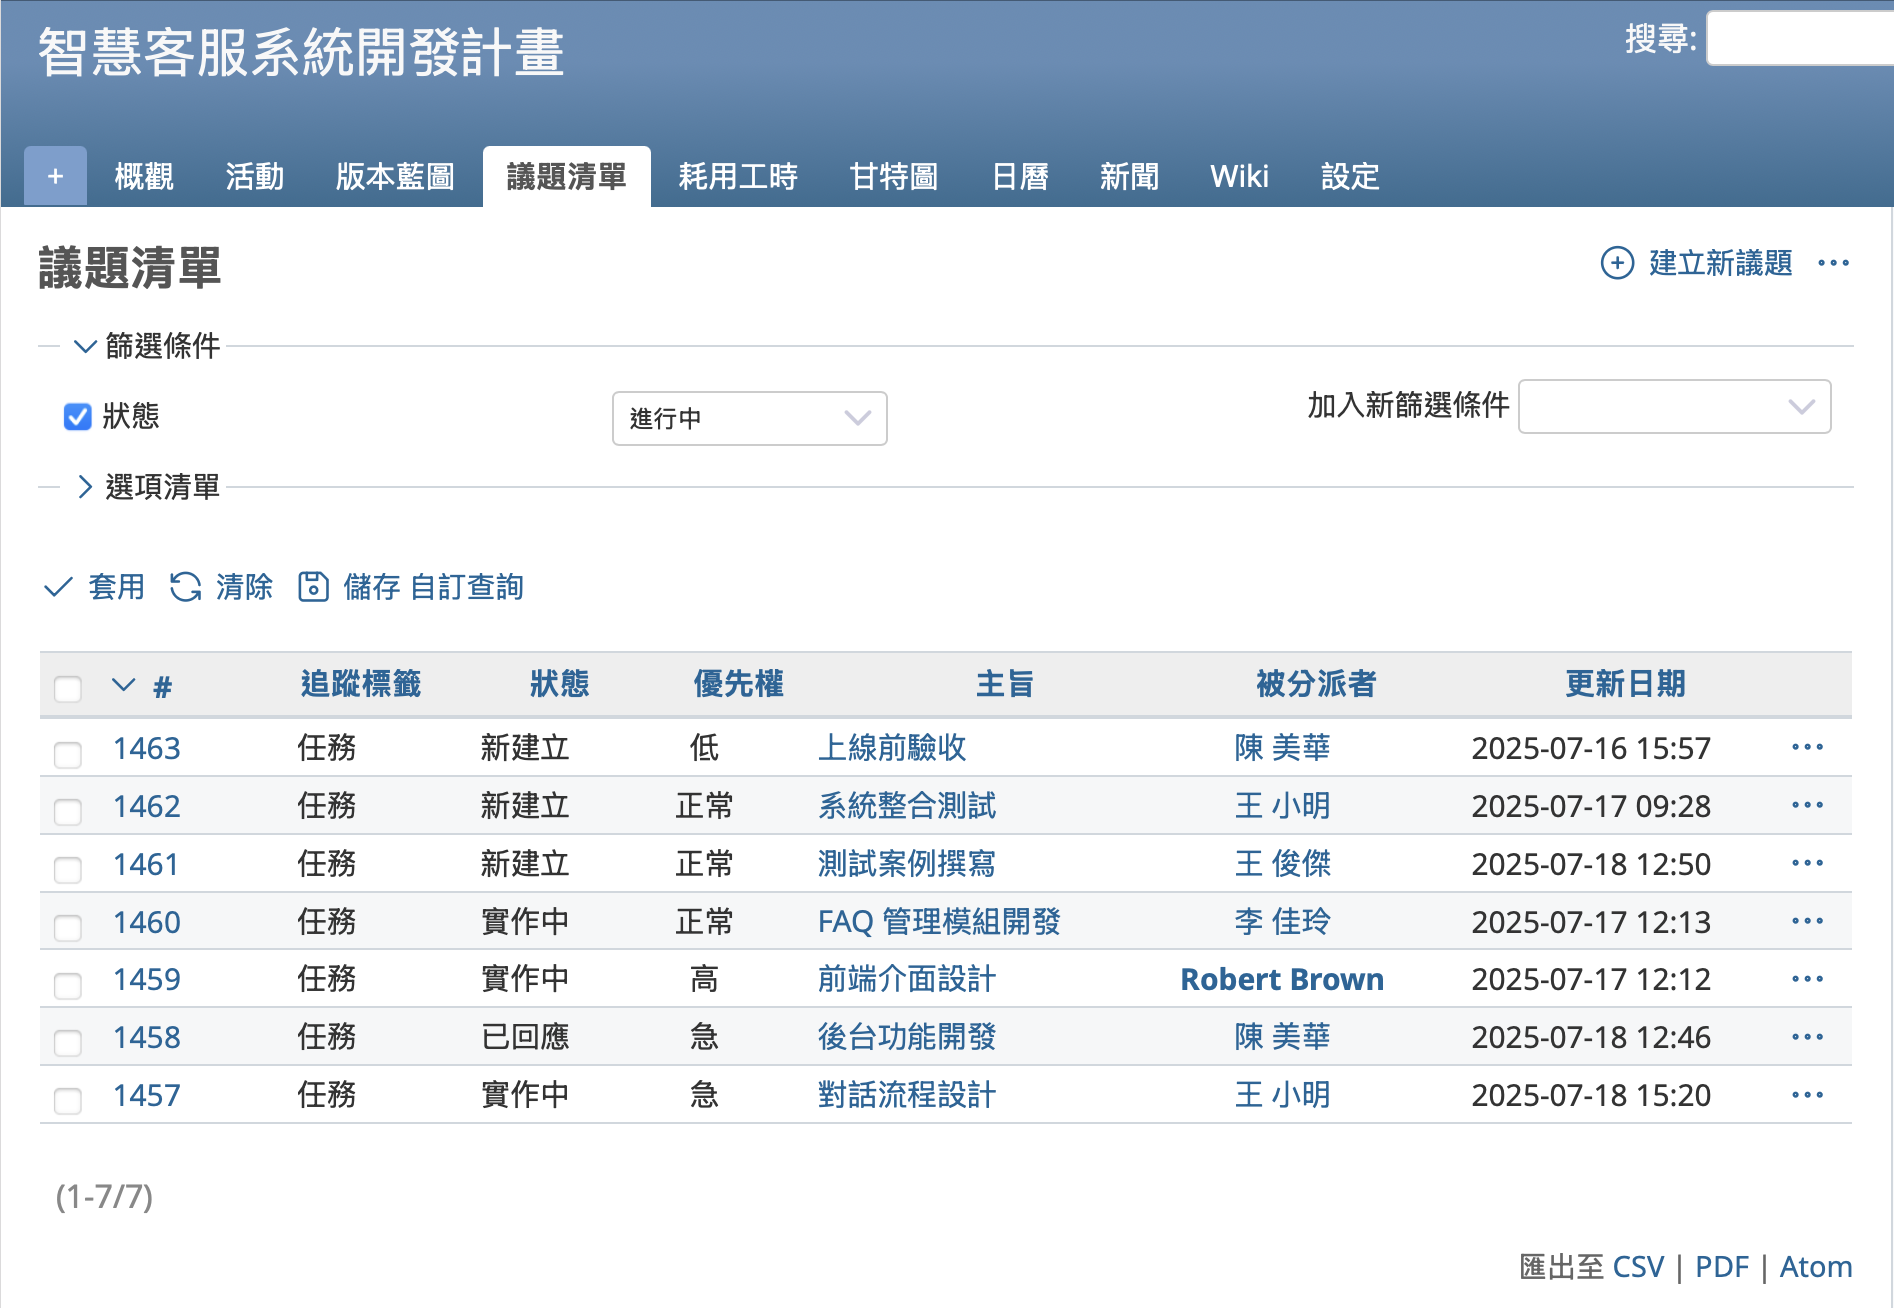 智慧客服系統開發計畫
搜尋:
+ 概觀 活動 版本藍圖 議題清單 耗用工時 甘特圖 日曆 新聞 Wiki 設定
議題清單
建立新議題
篩選條件
狀態 進行中 加入新篩選條件
選項清單
套用 清除 儲存 自訂查詢
# 追蹤標籤 狀態 優先權 主旨 被分派者 更新日期
1463 任務 新建立 低 上線前驗收 陳 美華 2025-07-16 15:57
1462 任務 新建立 正常 系統整合測試 王 小明 2025-07-17 09:28
1461 任務 新建立 正常 測試案例撰寫 王 俊傑 2025-07-18 12:50
1460 任務 實作中 正常 FAQ 管理模組開發 李 佳玲 2025-07-17 12:13
1459 任務 實作中 高 前端介面設計 Robert Brown 2025-07-17 12:12
1458 任務 已回應 急 後台功能開發 陳 美華 2025-07-18 12:46
1457 任務 實作中 急 對話流程設計 王 小明 2025-07-18 15:20
(1-7/7)
匯出至 CSV | PDF | Atom